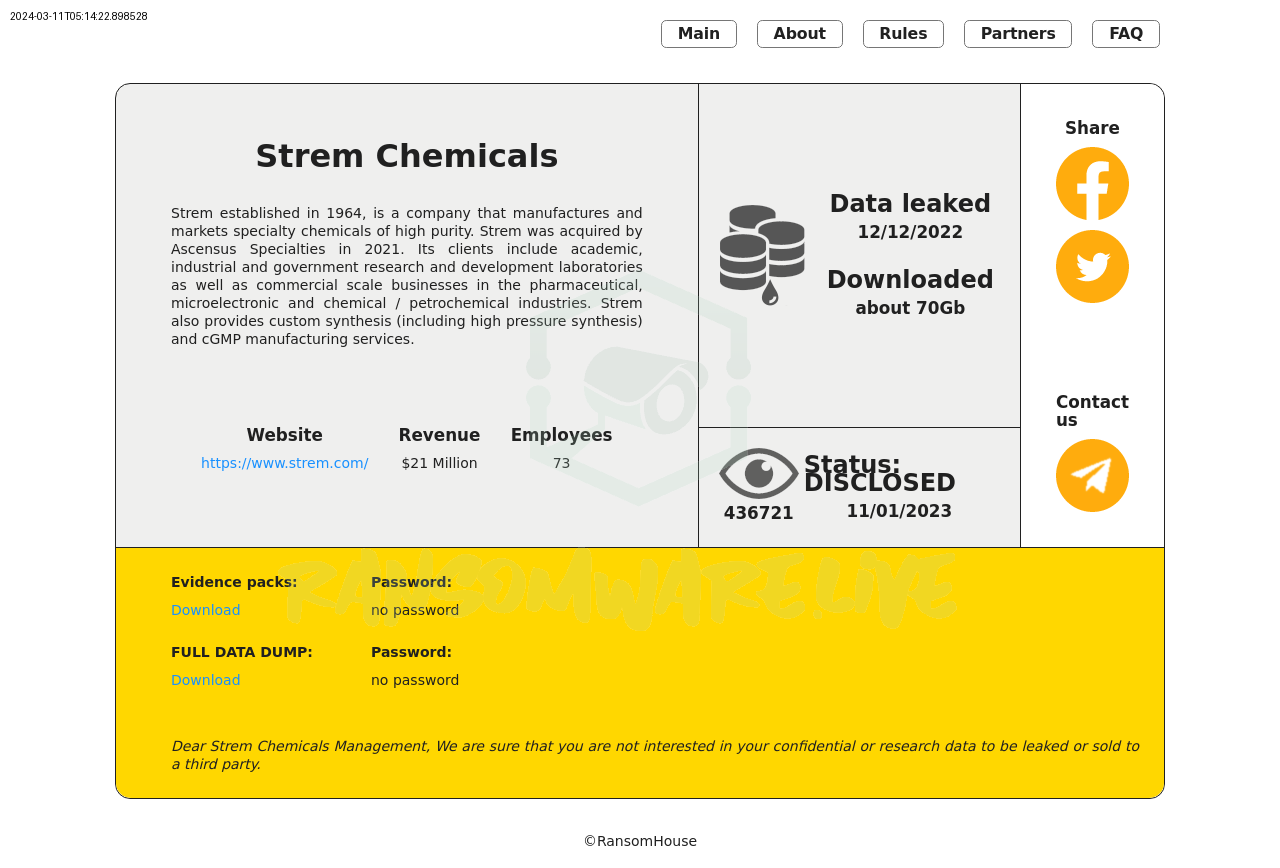 2024-03-11T05:14:22.898528
Main About Rules Partners FAQ
Strem Chemicals
Strem established in 1964, is a company that manufactures and
markets specialty chemicals of high purity. Strem was acquired by
Ascensus Specialties in 2021. Its clients include academic,
industrial and government research and development laboratories
as well as commercial scale businesses in the pharmaceutical,
microelectronic and chemical / petrochemical industries. Strem
also provides custom synthesis (including high pressure synthesis)
and cGMP manufacturing services.
Website Revenue Employees
https://www.strem.com/ $21 Million 73
Data leaked
12/12/2022
Downloaded
about 70Gb
Status:
DISCLOSED
436721 11/01/2023
Share
Contact
us
RANSOMWARE.LIVE
Evidence packs: Password:
Download no password
FULL DATA DUMP: Password:
Download no password
Dear Strem Chemicals Management, We are sure that you are not interested in your confidential or research data to be leaked or sold to
a third party.
©RansomHouse